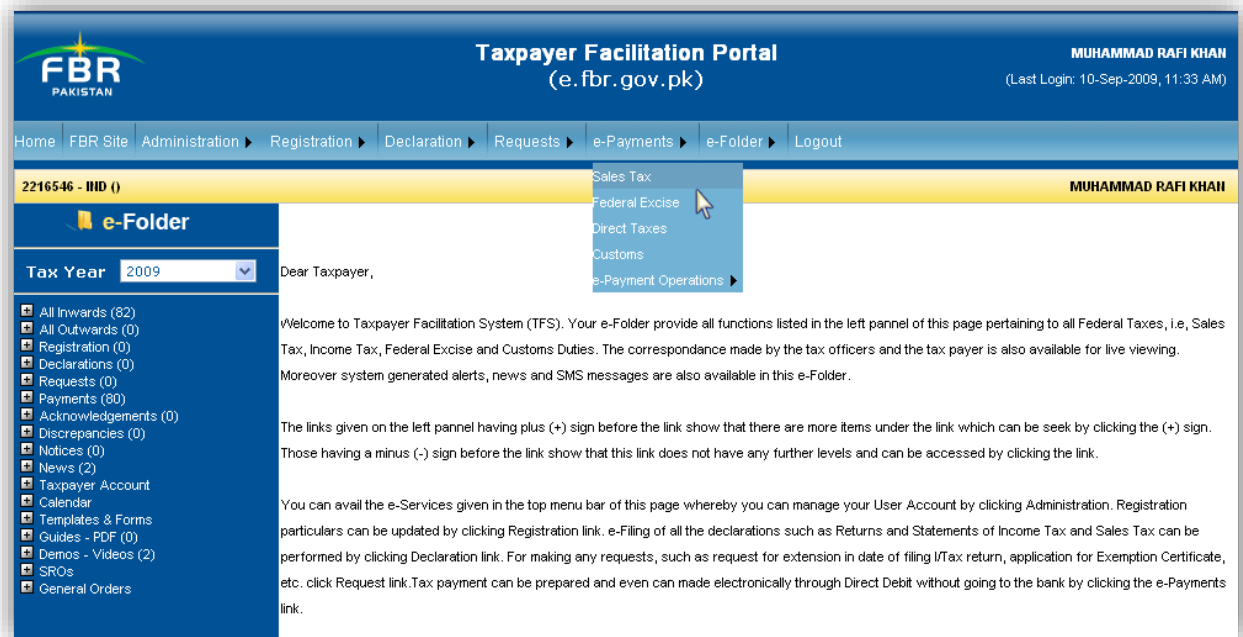 FBR
PAKISTAN
Taxpayer Facilitation Portal
(e.fbr.gov.pk)
MUHAMMAD RAFI KHAN
(Last Login: 10-Sep-2009, 11:33 AM)
Home FBR Site Administration Registration Declaration Requests e-Payments e-Folder Logout
Sales Tax
Federal Excise
Direct Taxes
Customs
e-Payment Operations
2216546 - IND ()
MUHAMMAD RAFI KHAN
e-Folder
Tax Year 2009
All Inwards (82)
All Outwards (0)
Registration (0)
Declarations (0)
Requests (0)
Payments (80)
Acknowledgements (0)
Discrepancies (0)
Notices (0)
News (2)
Taxpayer Account
Calendar
Templates & Forms
Guides - PDF (0)
Demos - Videos (2)
SROs
General Orders
Dear Taxpayer,
Welcome to Taxpayer Facilitation System (TFS). Your e-Folder provide all functions listed in the left pannel of this page pertaining to all Federal Taxes, i.e, Sales
Tax, Income Tax, Federal Excise and Customs Duties. The correspondance made by the tax officers and the tax payer is also available for live viewing.
Moreover system generated alerts, news and SMS messages are also available in this e-Folder.
The links given on the left pannel having plus (+) sign before the link show that there are more items under the link which can be seek by clicking the (+) sign.
Those having a minus (-) sign before the link show that this link does not have any further levels and can be accessed by clicking the link.
You can avail the e-Services given in the top menu bar of this page whereby you can manage your User Account by clicking Administration. Registration
particulars can be updated by clicking Registration link. e-Filing of all the declarations such as Returns and Statements of Income Tax and Sales Tax can be
performed by clicking Declaration link. For making any requests, such as request for extension in date of filing I/Tax return, application for Exemption Certificate,
etc. click Request link.Tax payment can be prepared and even can made electronically through Direct Debit without going to the bank by clicking the e-Payments
link.